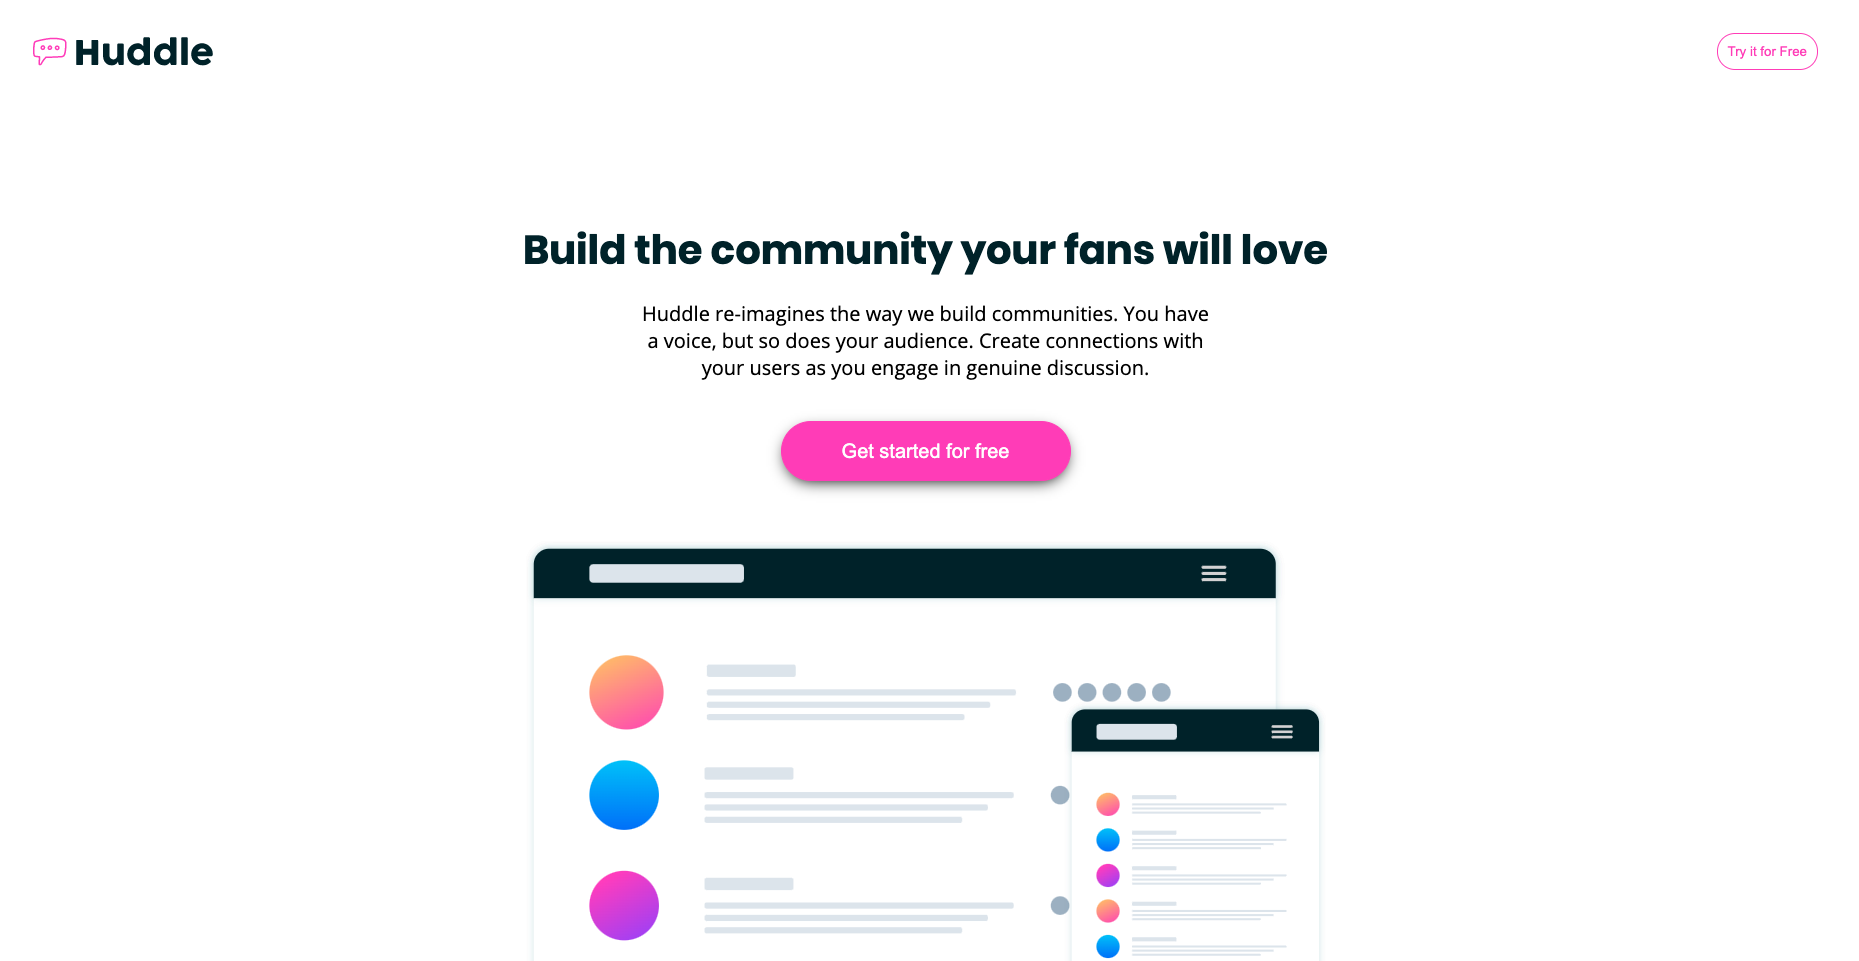 Huddle
Try it for Free
Build the community your fans will love
Huddle re-imagines the way we build communities. You have
a voice, but so does your audience. Create connections with
your users as you engage in genuine discussion.
Get started for free